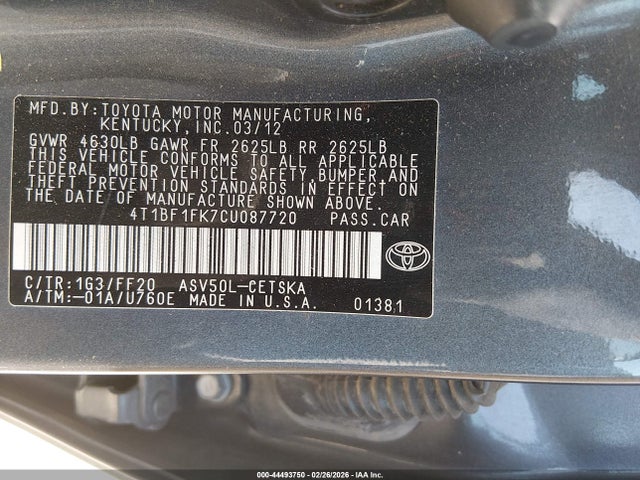 MFD.BY:TOYOTA MOTOR MANUFACTURING,
KENTUCKY, INC.03/12
GVWR 4630LB GAWR FR 2625LB RR 2625LB
THIS VEHICLE CONFORMS TO ALL APPLICABLE
FEDERAL MOTOR VEHICLE SAFETY,BUMPER,AND
THEFT PREVENTION STANDARDS IN EFFECT ON
THE DATE OF MANUFACTURE SHOWN ABOVE.
4T1BF1FK7CU087720 PASS.CAR
C/TR:1G3/FF20 ASV50L-CETSKA
A/TM:-01A/U760E MADE IN U.S.A. 01381
000-44493750 - 02/26/2026 - IAA Inc.